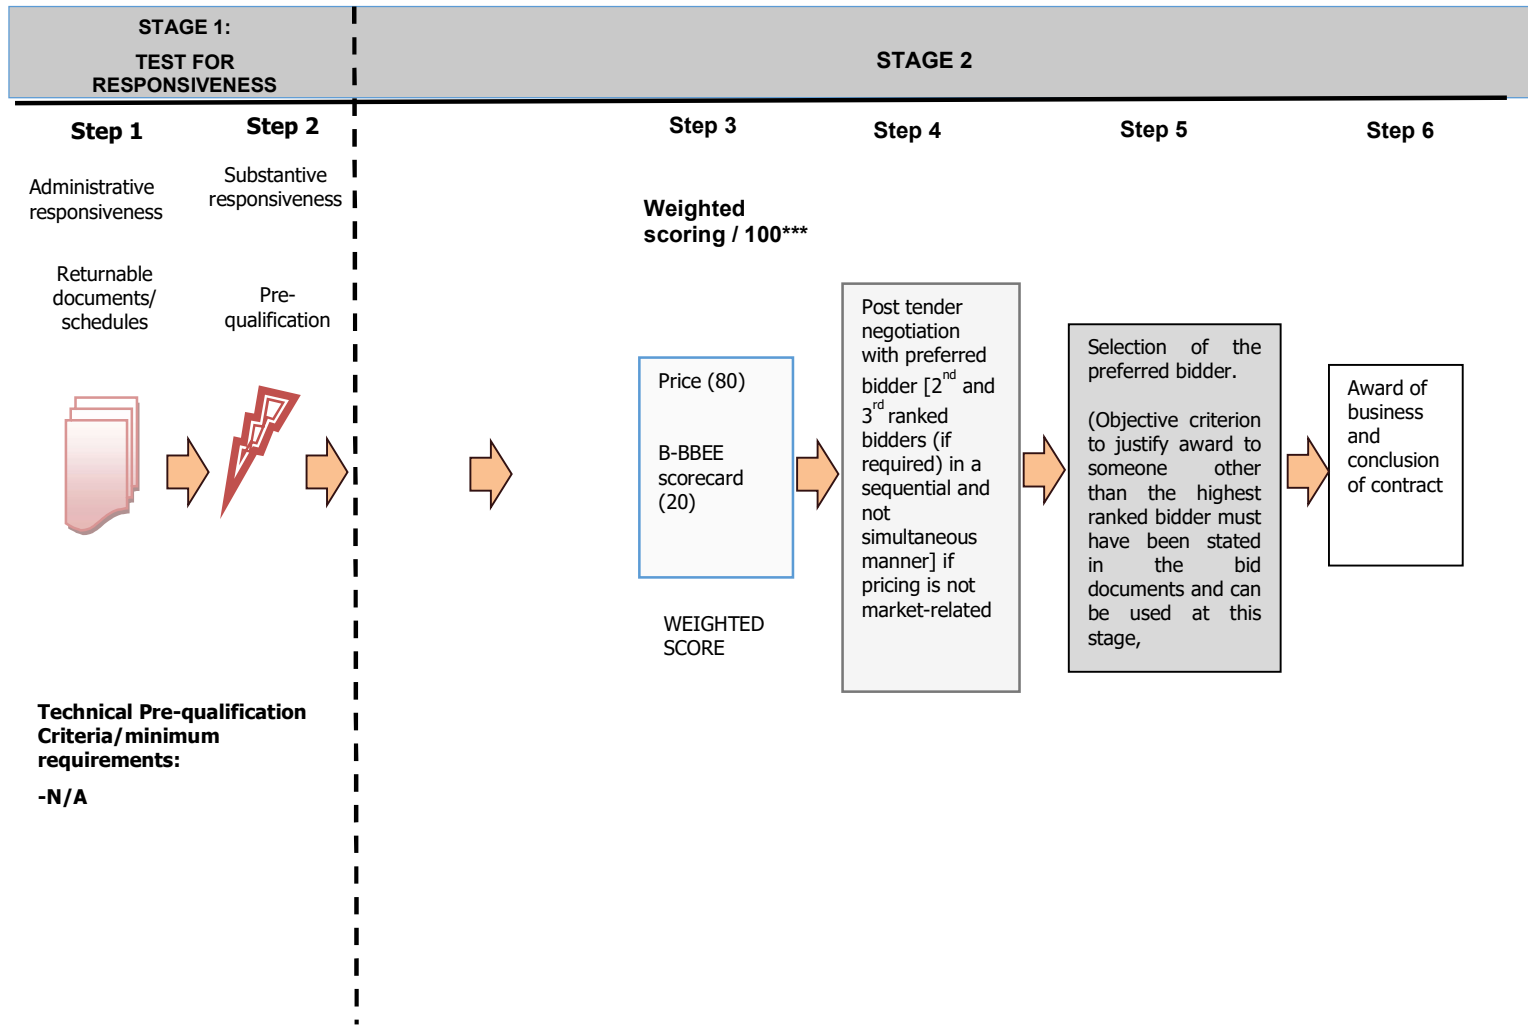 STAGE 1:
TEST FOR
RESPONSIVENESS
STAGE 2
Step 1
Step 2
Step 3
Step 4
Step 5
Step 6
Administrative
responsiveness
Substantive
responsiveness
Weighted
scoring / 100***
Returnable
documents/
schedules
Pre-
qualification
Price (80)
B-BBEE
scorecard
(20)
WEIGHTED
SCORE
Post tender
negotiation
with preferred
bidder [2nd and
3rd ranked
bidders (if
required) in a
sequential and
not
simultaneous
manner] if
pricing is not
market-related
Selection of the
preferred bidder.
(Objective criterion
to justify award to
someone other
than the highest
ranked bidder must
have been stated
in the bid
documents and can
be used at this
stage,
Award of
business
and
conclusion
of contract
Technical Pre-qualification
Criteria/minimum
requirements:
-N/A